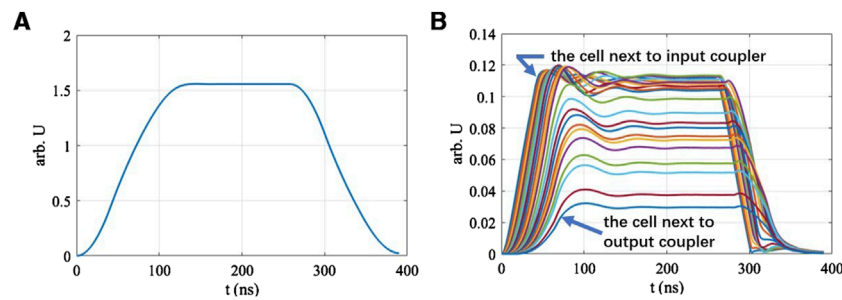 A
2
1.5
1
0.5
0
arb. U
0
100
200
300
400
t (ns)
B
0.14
0.12
0.1
0.08
0.06
0.04
0.02
0
arb. U
the cell next to input coupler
the cell next to
output coupler
0
100
200
300
400
t (ns)